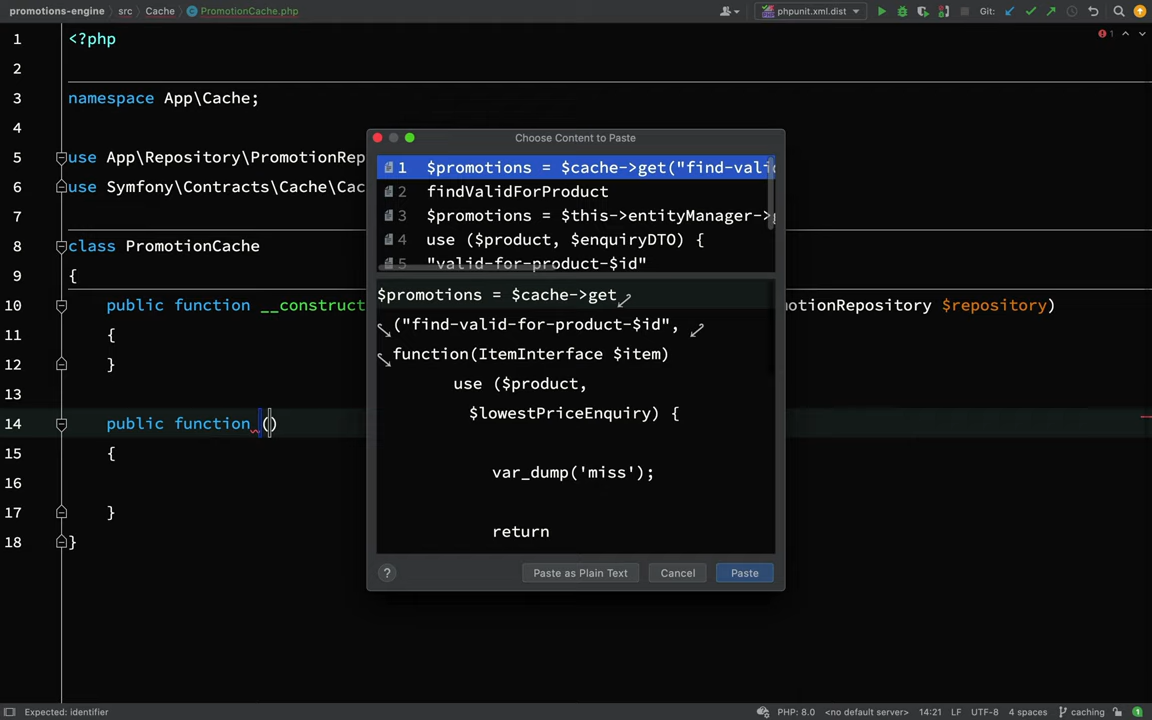 promotions-engine src Cache PromotionCache.php phpunit.xml.dist Git:
1 <?php
1
2
3 namespace App\Cache;
4
5 use App\Repository\PromotionRep
6 use Symfony\Contracts\Cache\Cac
7
8 class PromotionCache
9 {
10 public function __construct
otionRepository $repository)
11 {
12 }
13
14 public function ()
15 {
16
17 }
18 }
Choose Content to Paste
1 $promotions = $cache->get("find-vali
2 findValidForProduct
3 $promotions = $this->entityManager->g
4 use ($product, $enquiryDTO) {
5 "valid-for-product-$id"
$promotions = $cache->get
("find-valid-for-product-$id",
function(ItemInterface $item)
use ($product,
$lowestPriceEnquiry) {
var_dump('miss');
return
? Paste as Plain Text Cancel Paste
Expected: identifier PHP: 8.0 <no default server> 14:21 LF UTF-8 4 spaces caching 1